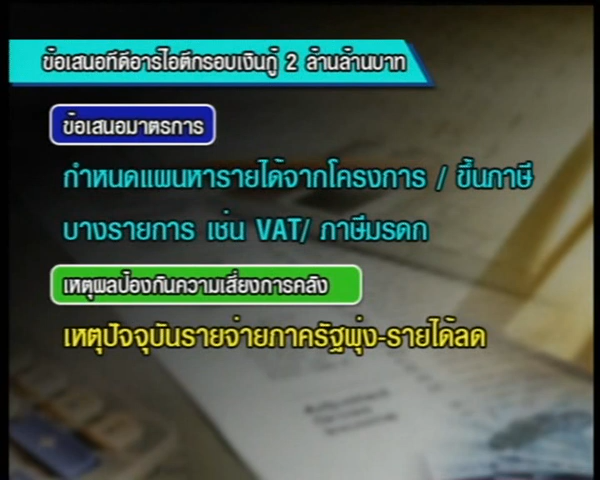 ข้อเสนอทีดีอาร์ไอตีกรอบเงินกู้ 2 ล้านล้านบาท
ข้อเสนอมาตรการ
กำหนดแผนหารายได้จากโครงการ / ขึ้นภาษี
บางรายการ เช่น VAT/ ภาษีมรดก
เหตุผลป้องกันความเสี่ยงการคลัง
เหตุปัจจุบันรายจ่ายภาครัฐพุ่ง-รายได้ลด